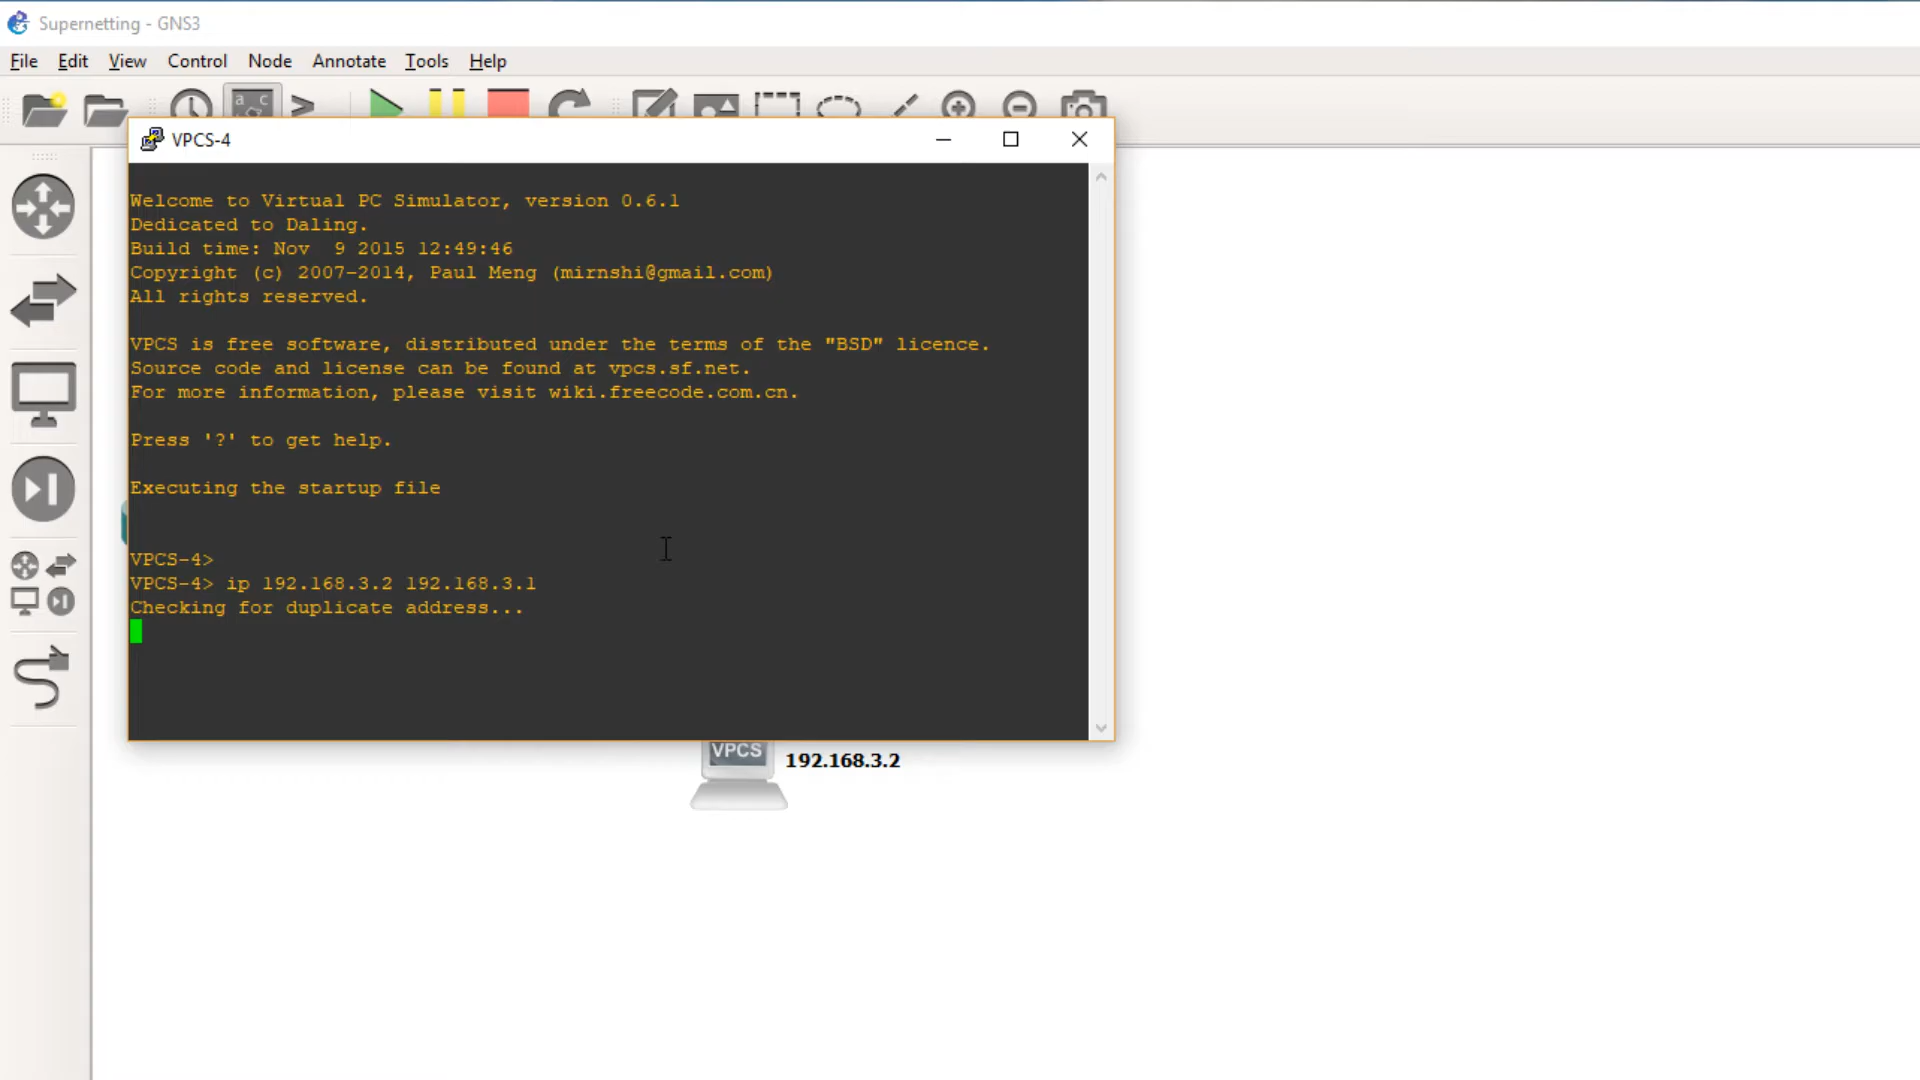 Supernetting - GNS3
File Edit View Control Node Annotate Tools Help
VPCS-4
Welcome to Virtual PC Simulator, version 0.6.1
Dedicated to Daling.
Build time: Nov  9 2015 12:49:46
Copyright (c) 2007-2014, Paul Meng (mirnshi@gmail.com)
All rights reserved.
VPCS is free software, distributed under the terms of the "BSD" licence.
Source code and license can be found at vpcs.sf.net.
For more information, please visit wiki.freecode.com.cn.
Press '?' to get help.
Executing the startup file
VPCS-4>
VPCS-4> ip 192.168.3.2 192.168.3.1
Checking for duplicate address...
VPCS
192.168.3.2